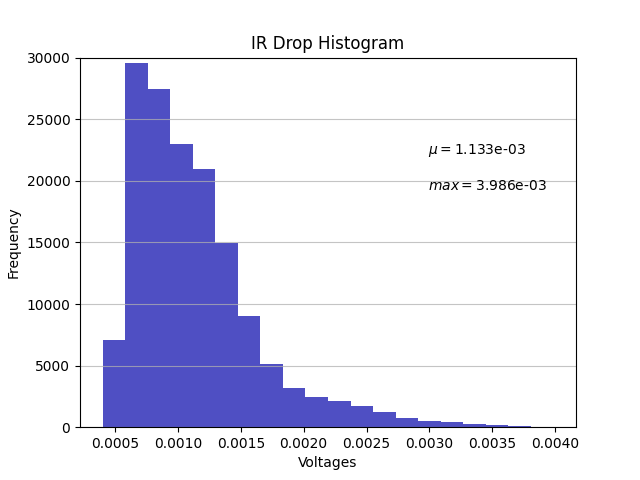 IR Drop Histogram
30000
25000
20000
15000
10000
5000
0
Frequency
μ = 1.133e-03
max = 3.986e-03
0.0005 0.0010 0.0015 0.0020 0.0025 0.0030 0.0035 0.0040
Voltages